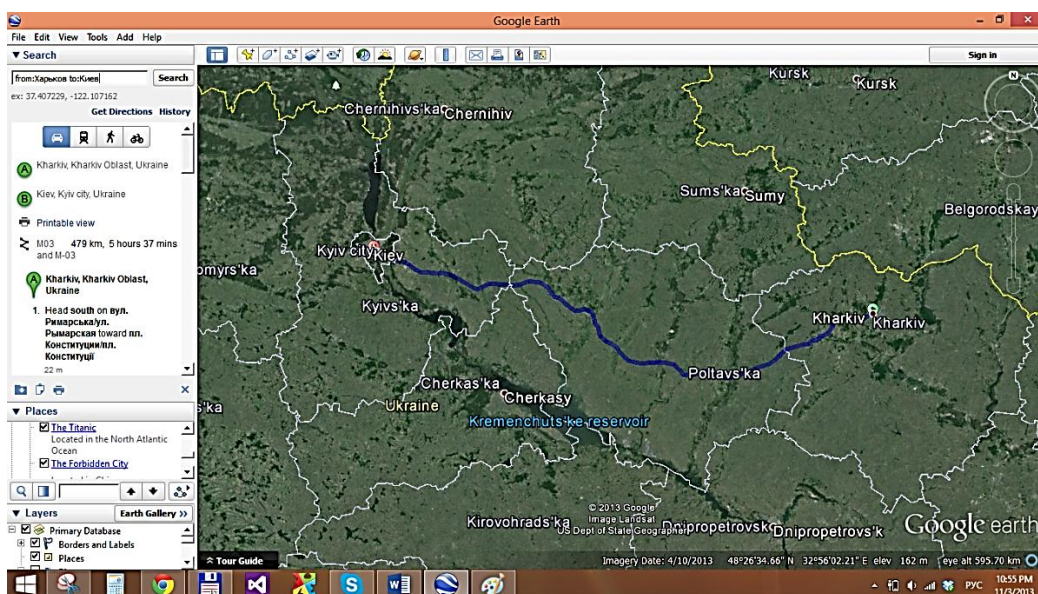 Google Earth
File Edit View Tools Add Help
▼ Search
Sign in
from:Харьков to:Киев
Search
ex: 37.407229, -122.107162
Get Directions History
A
Kharkiv, Kharkiv Oblast, Ukraine
B
Kiev, Kyiv city, Ukraine
Printable view
M03 479 km, 5 hours 37 mins
and M-03
A
Kharkiv, Kharkiv Oblast,
Ukraine
1. Head south on вул.
Римарська/ул.
Рымарская toward пл.
Конституции/пл.
Конституції
22 m
▼ Places
The Titanic
Located in the North Atlantic
Ocean
The Forbidden City
▼ Layers
Earth Gallery >>
Primary Database
Borders and Labels
Places
Kursk
Kursk
N
Chernihivs'ka
Chernihiv
Sums'ka
Sumy
Belgorodskay
Kyiv city
Kiev
omyrs'ka
Kyivs'ka
Kharkiv
Kharkiv
Poltavs'ka
Cherkas'ka
Cherkasy
s'ka
Ukraine
Kremenchuts'ke reservoir
© 2013 Google
Image Landsat
US Dept of State Geographer
Kirovohrads'ka
Dnipropetrovsk
Dnipropetrovs'k
Google earth
Tour Guide
Imagery Date: 4/10/2013 48°26'34.66" N 32°56'02.21" E elev 162 m eye alt 595.70 km
РУС
10:55 PM
11/3/2013